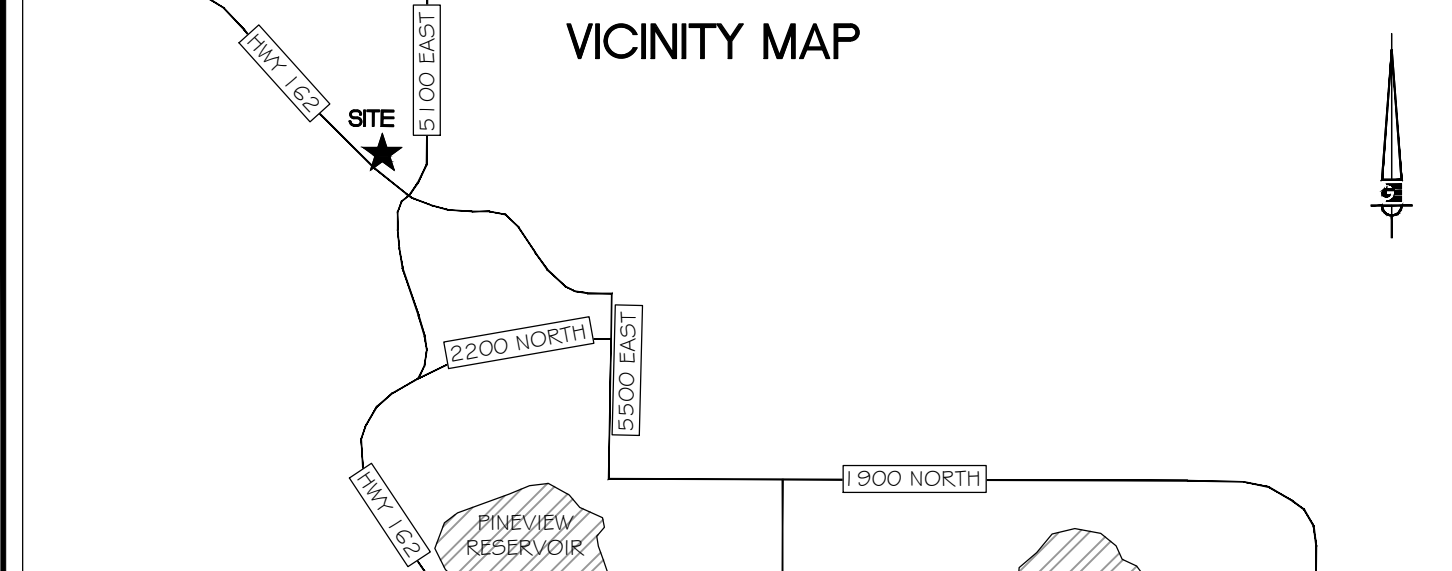 VICINITY MAP
HWY 162
5100 EAST
SITE
2200 NORTH
5500 EAST
1900 NORTH
HWY 162
PINEVIEW
RESERVOIR